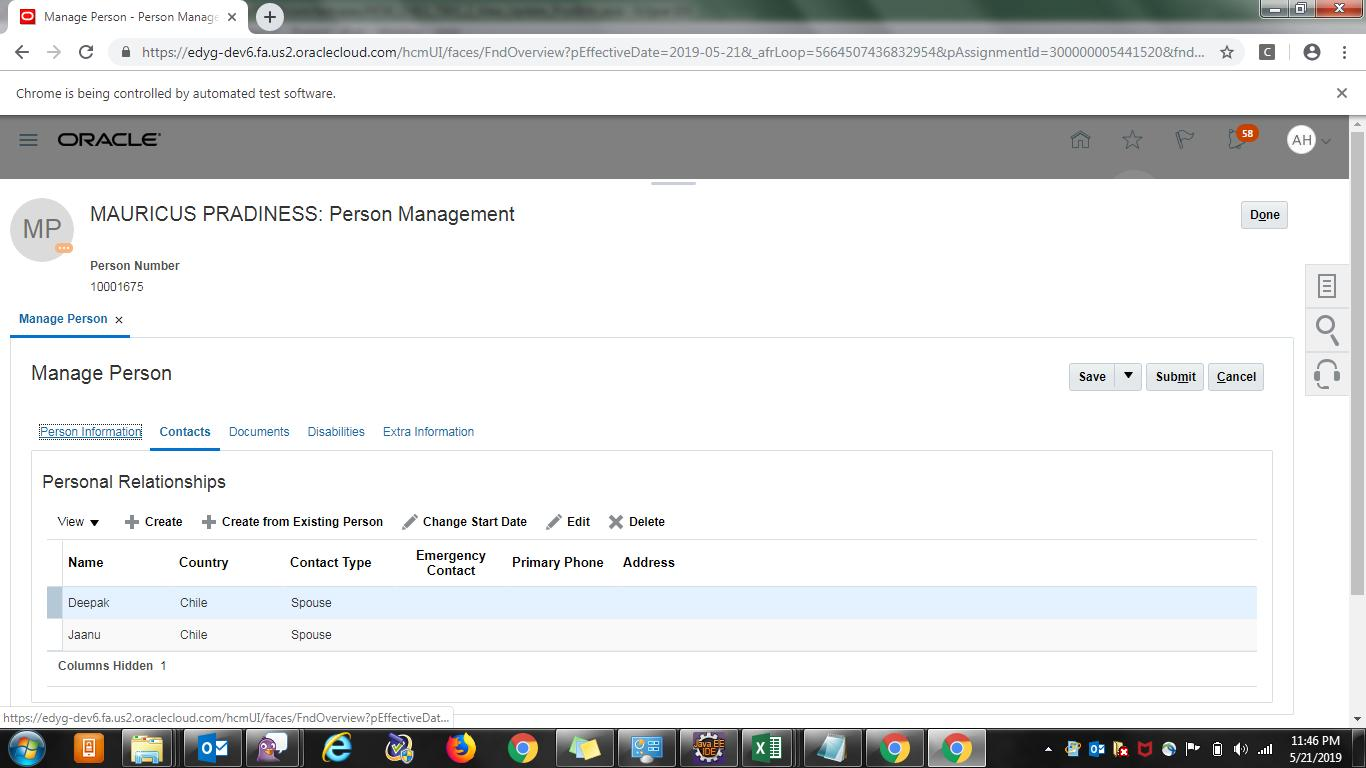 Manage Person - Person Manage
https://edyg-dev6.fa.us2.oraclecloud.com/hcmUI/faces/FndOverview?pEffectiveDate=2019-05-21&_afrLoop=5664507436832954&pAssignmentId=300000005441520&fnd...
C
Chrome is being controlled by automated test software.
ORACLE
58
AH
MP
MAURICUS PRADINESS: Person Management
Done
Person Number
10001675
Manage Person
Manage Person
Save
Submit
Cancel
Person Information Contacts Documents Disabilities Extra Information
Personal Relationships
View Create Create from Existing Person Change Start Date Edit Delete
Name Country Contact Type Emergency Contact Primary Phone Address
Deepak Chile Spouse
Jaanu Chile Spouse
Columns Hidden 1
https://edyg-dev6.fa.us2.oraclecloud.com/hcmUI/faces/FndOverview?pEffectiveDat...
Java EE
IDE
11:46 PM
5/21/2019